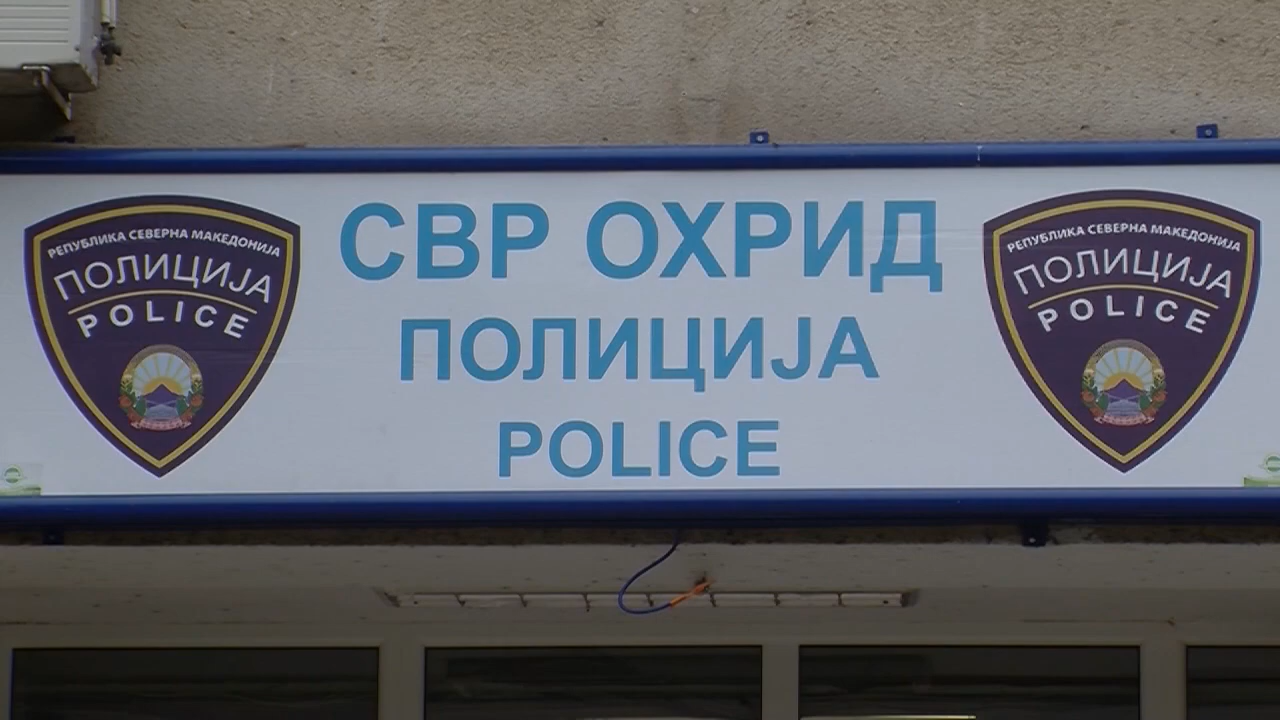 РЕПУБЛИКА СЕВЕРНА МАКЕДОНИЈА
ПОЛИЦИЈА
POLICE
СВР ОХРИД
ПОЛИЦИЈА
POLICE
РЕПУБЛИКА СЕВЕРНА МАКЕДОНИЈА
ПОЛИЦИЈА
POLICE